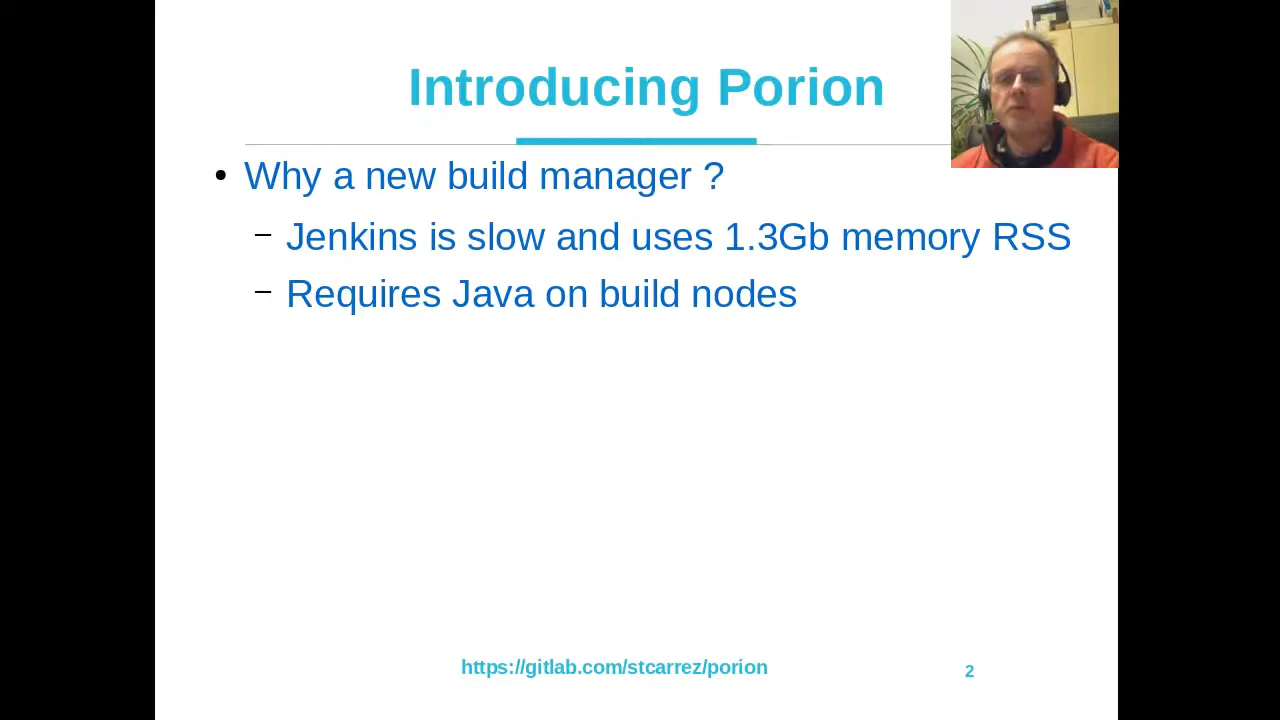 Introducing Porion
• Why a new build manager ?
– Jenkins is slow and uses 1.3Gb memory RSS
– Requires Java on build nodes
https://gitlab.com/stcarrez/porion
2